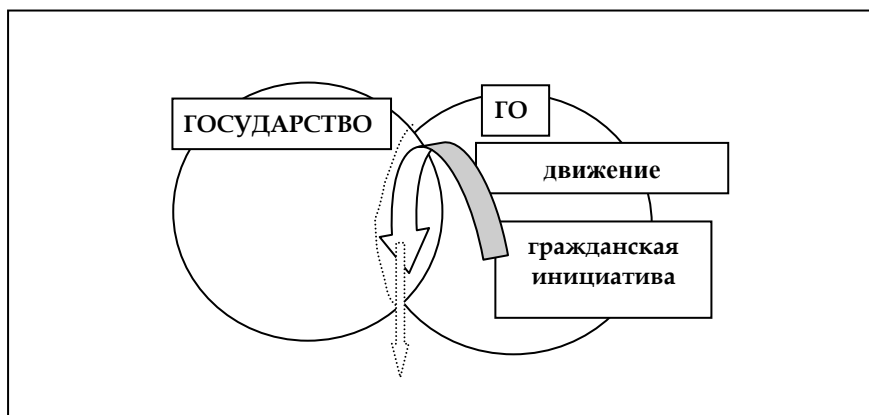 ГОСУДАРСТВО
ГО
движение
гражданская
инициатива